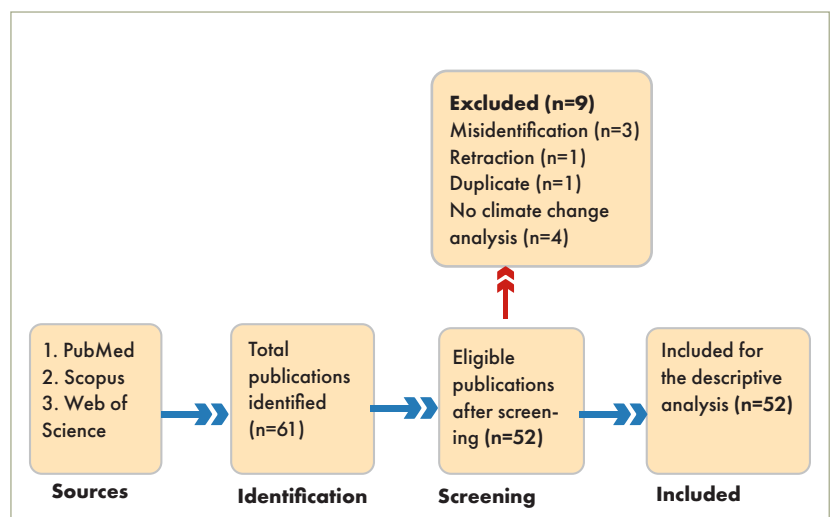 Excluded (n=9)
Misidentification (n=3)
Retraction (n=1)
Duplicate (n=1)
No climate change
analysis (n=4)
1. PubMed
2. Scopus
3. Web of
Science
Sources
Total
publications
identified
(n=61)
Identification
Eligible
publications
after screen-
ing (n=52)
Screening
Included for
the descriptive
analysis (n=52)
Included